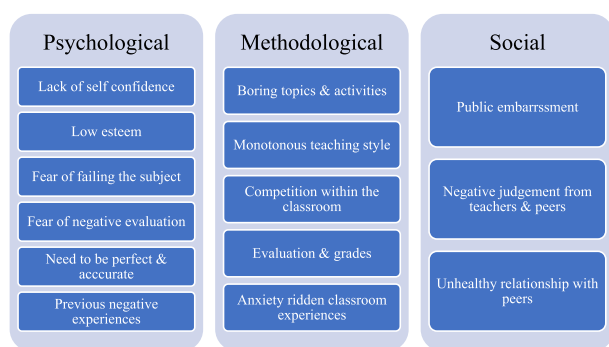 Psychological
Lack of self confidence
Low esteem
Fear of failing the subject
Fear of negative evaluation
Need to be perfect &
acccurate
Previous negative
experiences
Methodological
Boring topics & activities
Monotonous teaching style
Competition within the
classroom
Evaluation & grades
Anxiety ridden classroom
experiences
Social
Public embarrssment
Negative judgement from
teachers & peers
Unhealthy relationship with
peers